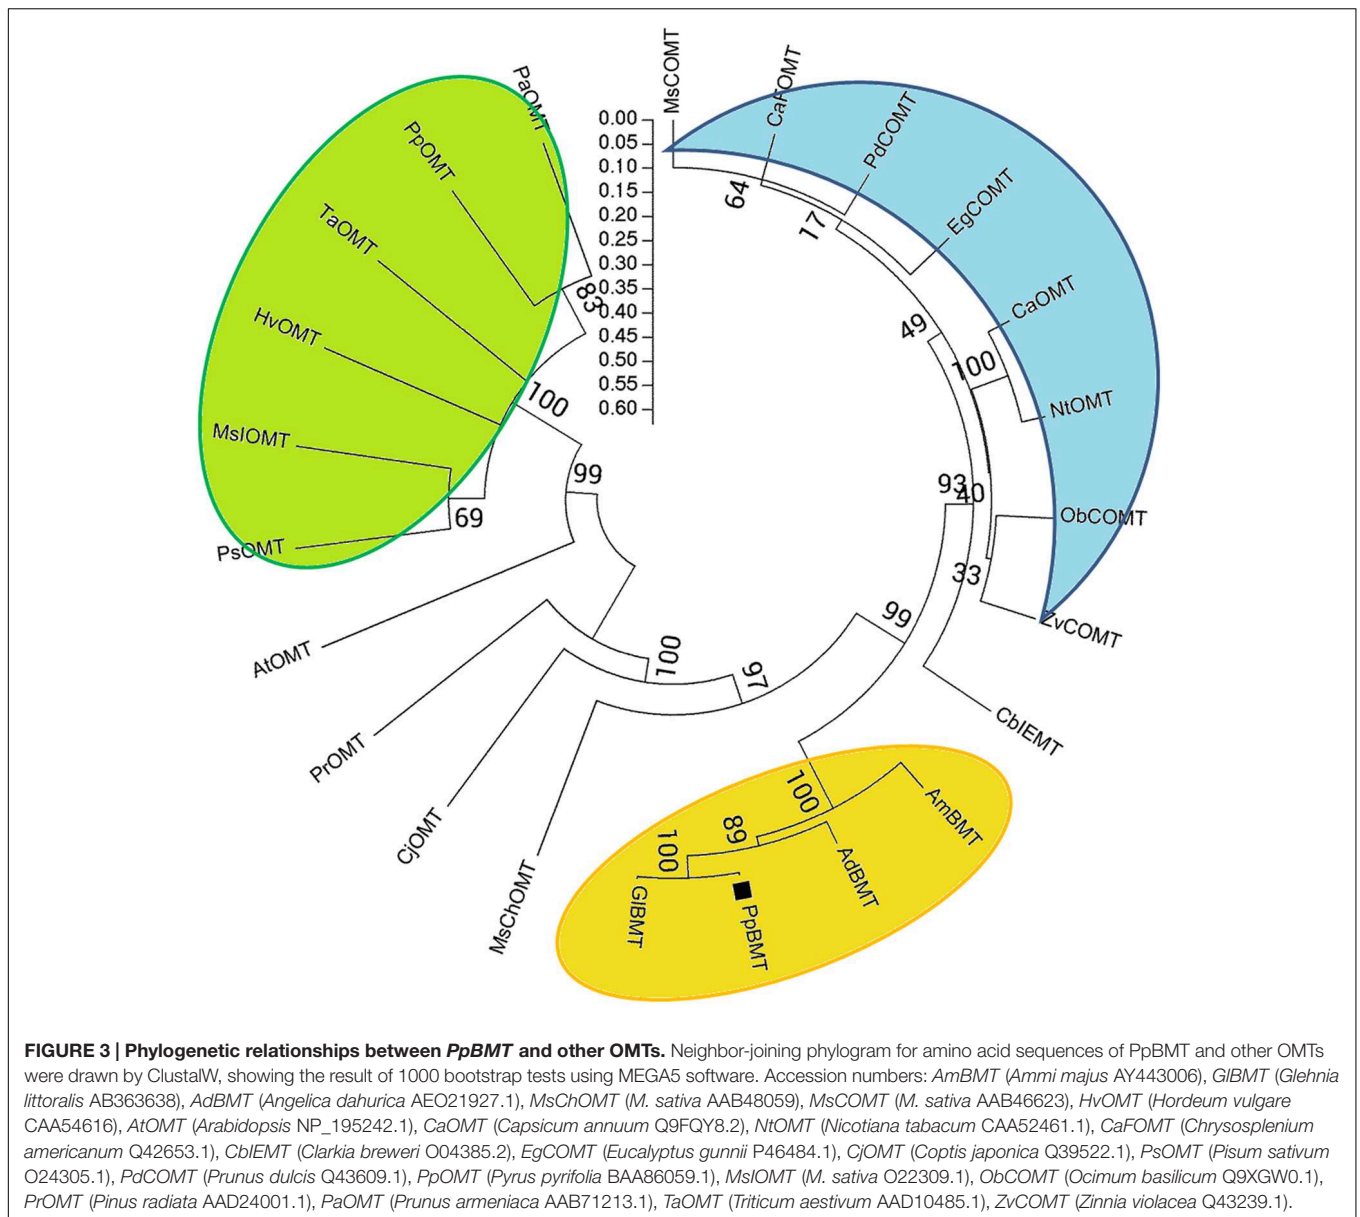 MsCOMT
CaFOMT
PdCOMT
EgCOMT
CaOMT
NtOMT
ObCOMT
ZvCOMT
CbIEMT
AmBMT
AdBMT
PpBMT
GlBMT
MsChOMT
CjOMT
PrOMT
AtOMT
PsOMT
MsIOMT
HvOMT
TaOMT
PpOMT
PaOMT
0.00
0.05
0.10
0.15
0.20
0.25
0.30
0.35
0.40
0.45
0.50
0.55
0.60
64
17
49
100
93
40
33
99
100
89
100
97
100
99
69
100
83
FIGURE 3 | Phylogenetic relationships between PpBMT and other OMTs. Neighbor-joining phylogram for amino acid sequences of PpBMT and other OMTs
were drawn by ClustalW, showing the result of 1000 bootstrap tests using MEGA5 software. Accession numbers: AmBMT (Ammi majus AY443006), GlBMT (Glehnia
littoralis AB363638), AdBMT (Angelica dahurica AEO21927.1), MsChOMT (M. sativa AAB48059), MsCOMT (M. sativa AAB46623), HvOMT (Hordeum vulgare
CAA54616), AtOMT (Arabidopsis NP_195242.1), CaOMT (Capsicum annuum Q9FQY8.2), NtOMT (Nicotiana tabacum CAA52461.1), CaFOMT (Chrysosplenium
americanum Q42653.1), CbIEMT (Clarkia breweri O04385.2), EgCOMT (Eucalyptus gunnii P46484.1), CjOMT (Coptis japonica Q39522.1), PsOMT (Pisum sativum
O24305.1), PdCOMT (Prunus dulcis Q43609.1), PpOMT (Pyrus pyrifolia BAA86059.1), MsIOMT (M. sativa O22309.1), ObCOMT (Ocimum basilicum Q9XGW0.1),
PrOMT (Pinus radiata AAD24001.1), PaOMT (Prunus armeniaca AAB71213.1), TaOMT (Triticum aestivum AAD10485.1), ZvCOMT (Zinnia violacea Q43239.1).